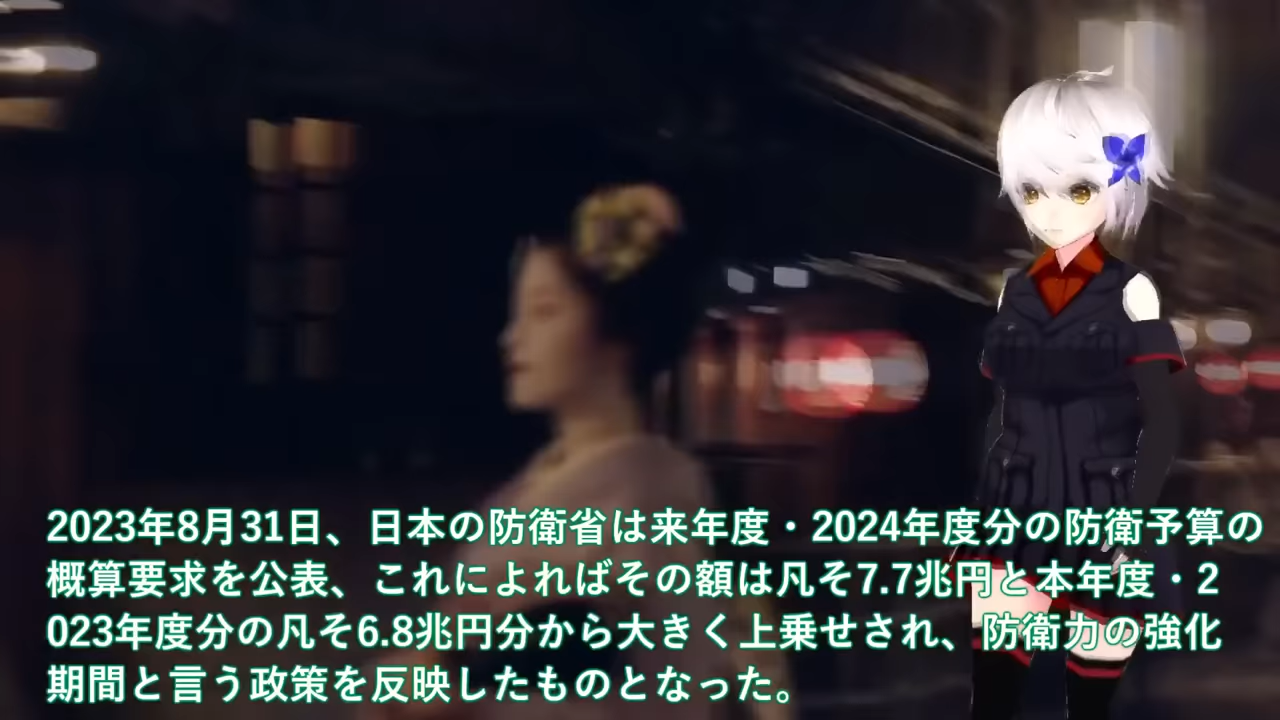 2023年8月31日、日本の防衛省は来年度・2024年度分の防衛予算の
概算要求を公表、これによればその額は凡そ7.7兆円と本年度・2
023年度分の凡そ6.8兆円分から大きく上乗せされ、防衛力の強化
期間と言う政策を反映したものとなった。